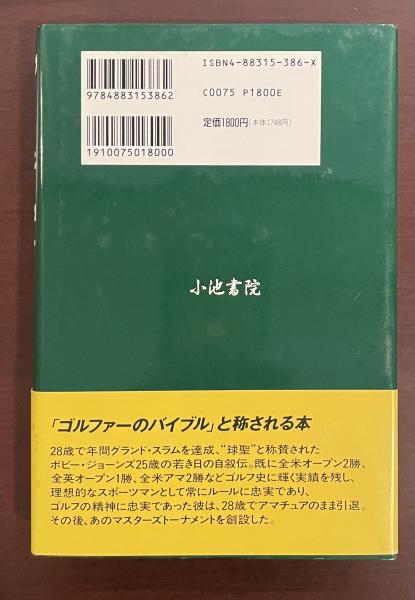 ISBN4-88315-386-X
9784883153862
C0075 P1800E
定価1800円(本体1748円)
1910075018000
小池書院
「ゴルファーのバイブル」と称される本
28歳で年間グランド・スラムを達成、“球聖”と称賛された
ボビー・ジョーンズ25歳の若き日の自叙伝。既に全米オープン2勝、
全英オープン1勝、全米アマ2勝などゴルフ史に輝く実績を残し、
理想的なスポーツマンとして常にルールに忠実であり、
ゴルフの精神に忠実であった彼は、28歳でアマチュアのまま引退。
その後、あのマスターズトーナメントを創設した。